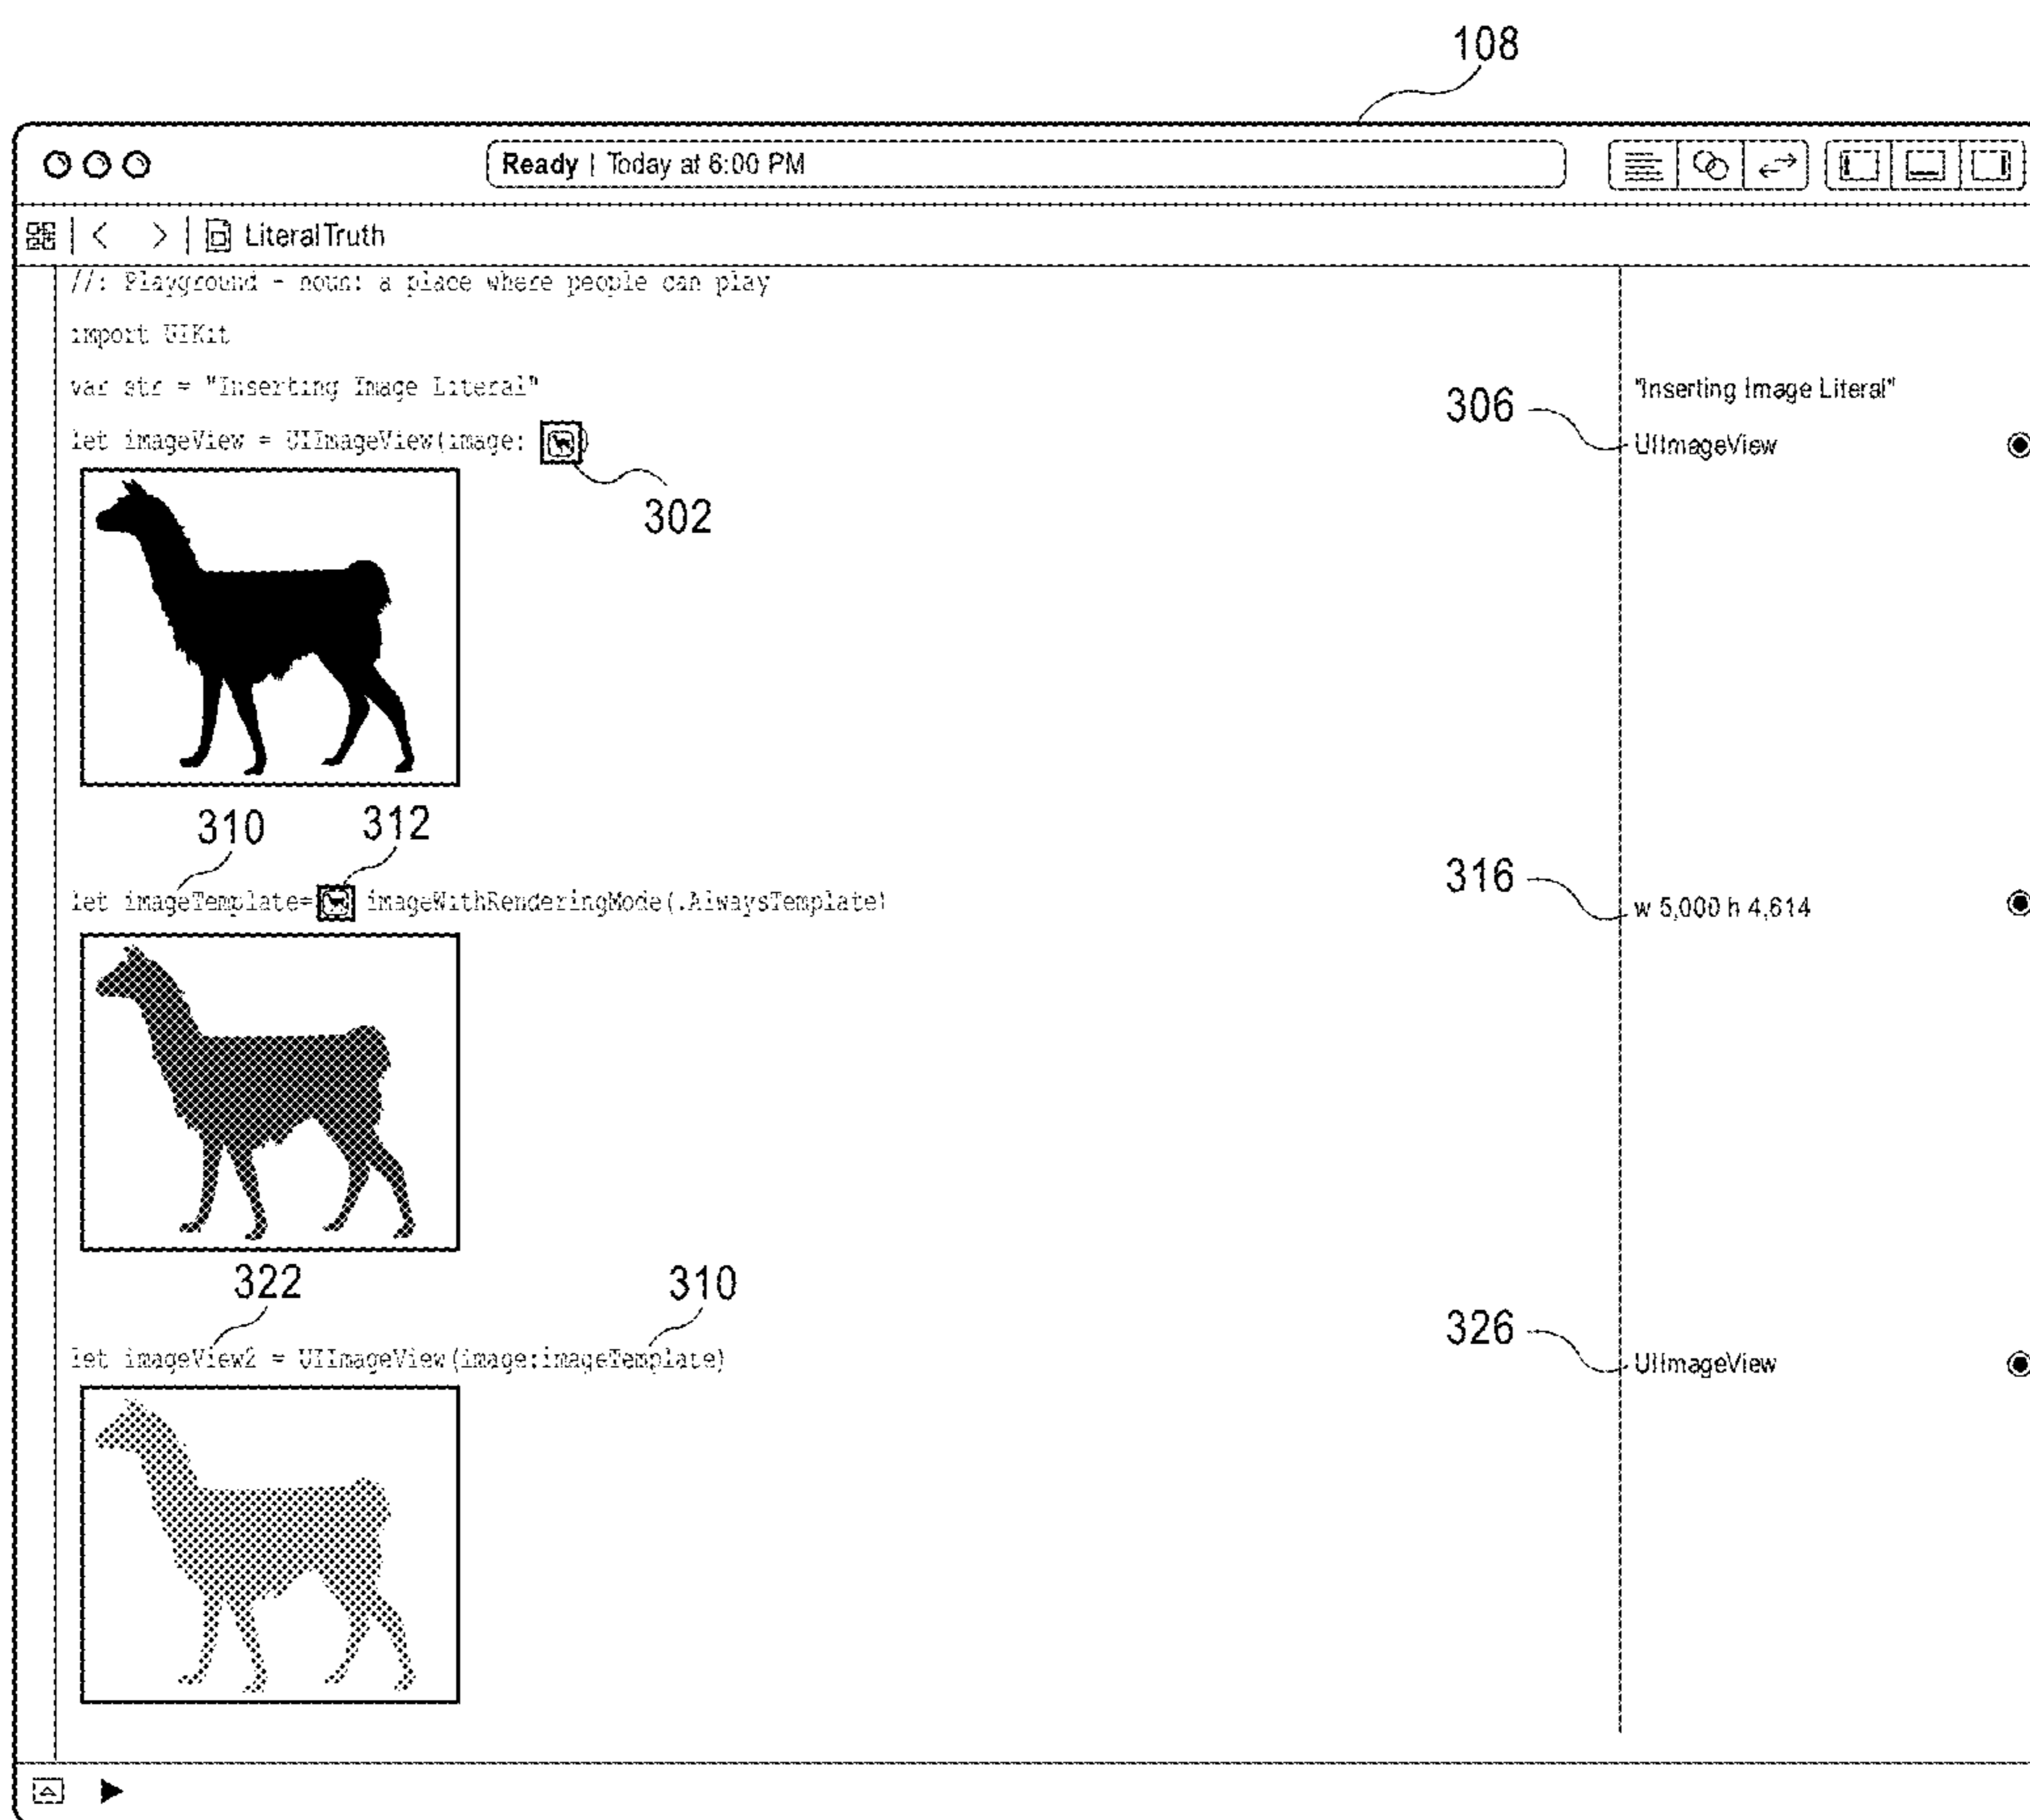 108
Ready | Today at 6:00 PM
LiteralTruth
//: Playground - noun: a place where people can play
import UIKit
var str = "Inserting Image Literal"
"Inserting Image Literal"
306
let imageView = UIImageView(image: )
UIImageView
302
310 312
316
let imageTemplate= imageWithRenderingMode(.AlwaysTemplate)
w 5,000 h 4,614
322 310
326
let imageView2 = UIImageView(image:imageTemplate)
UIImageView